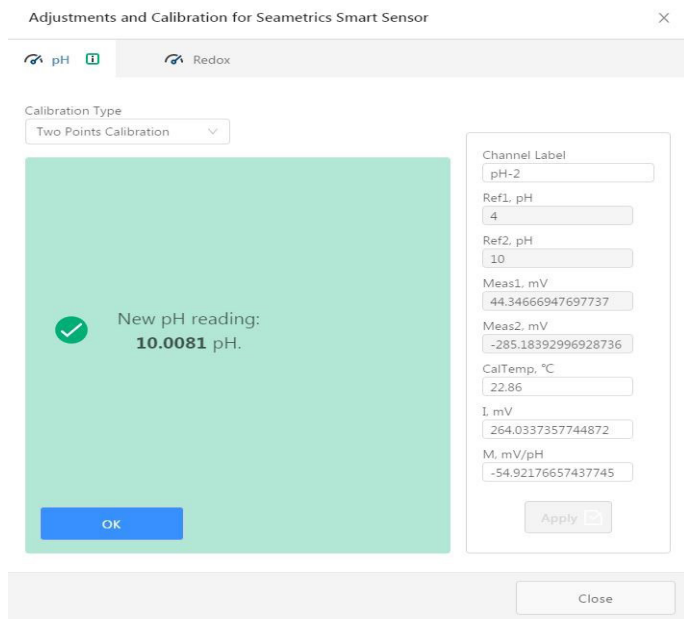 Adjustments and Calibration for Seametrics Smart Sensor
pH
Redox
Calibration Type
Two Points Calibration
New pH reading:
10.0081 pH.
OK
Channel Label
pH-2
Ref1, pH
4
Ref2, pH
10
Meas1, mV
44.34666947697737
Meas2, mV
-285.18392996928736
CalTemp, °C
22.86
I, mV
264.0337357744872
M, mV/pH
-54.92176657437745
Apply
Close